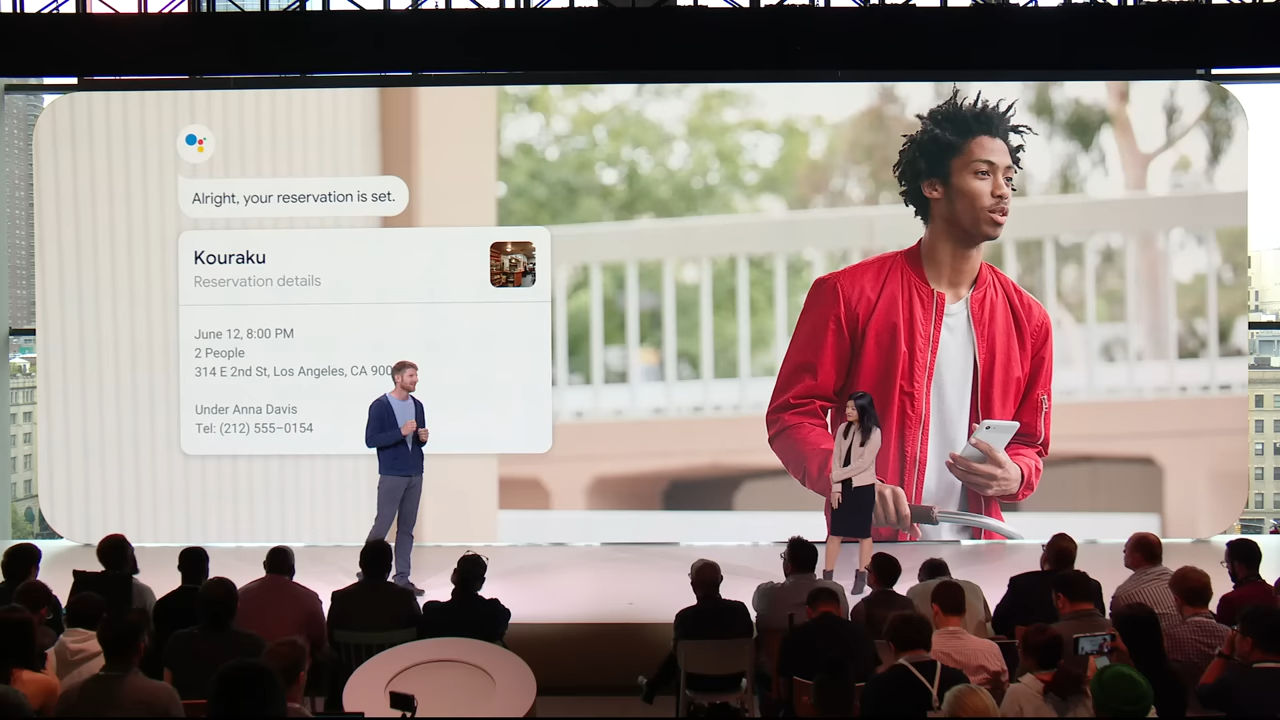 Alright, your reservation is set.
Kouraku
Reservation details
June 12, 8:00 PM
2 People
314 E 2nd St, Los Angeles, CA 900
Under Anna Davis
Tel: (212) 555–0154